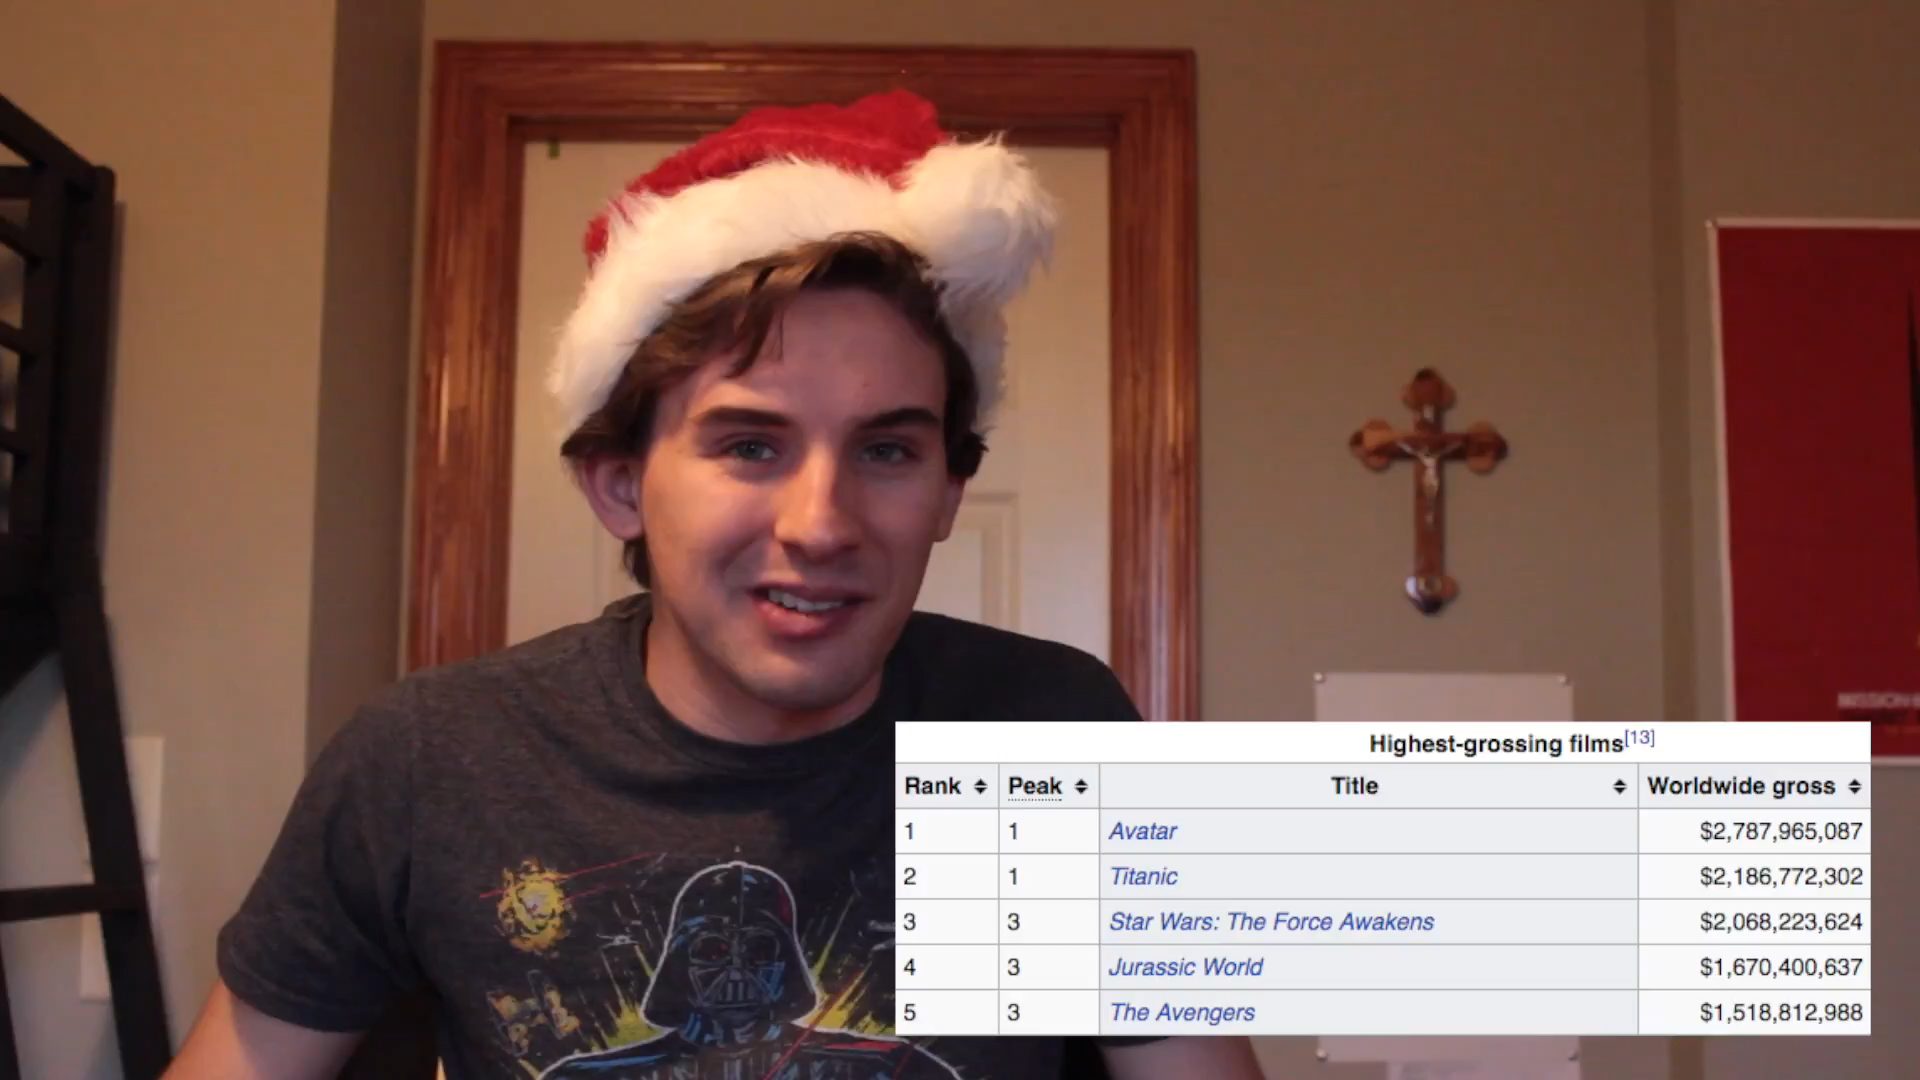 Highest-grossing films[13]
Rank Peak Title Worldwide gross
1 1 Avatar $2,787,965,087
2 1 Titanic $2,186,772,302
3 3 Star Wars: The Force Awakens $2,068,223,624
4 3 Jurassic World $1,670,400,637
5 3 The Avengers $1,518,812,988